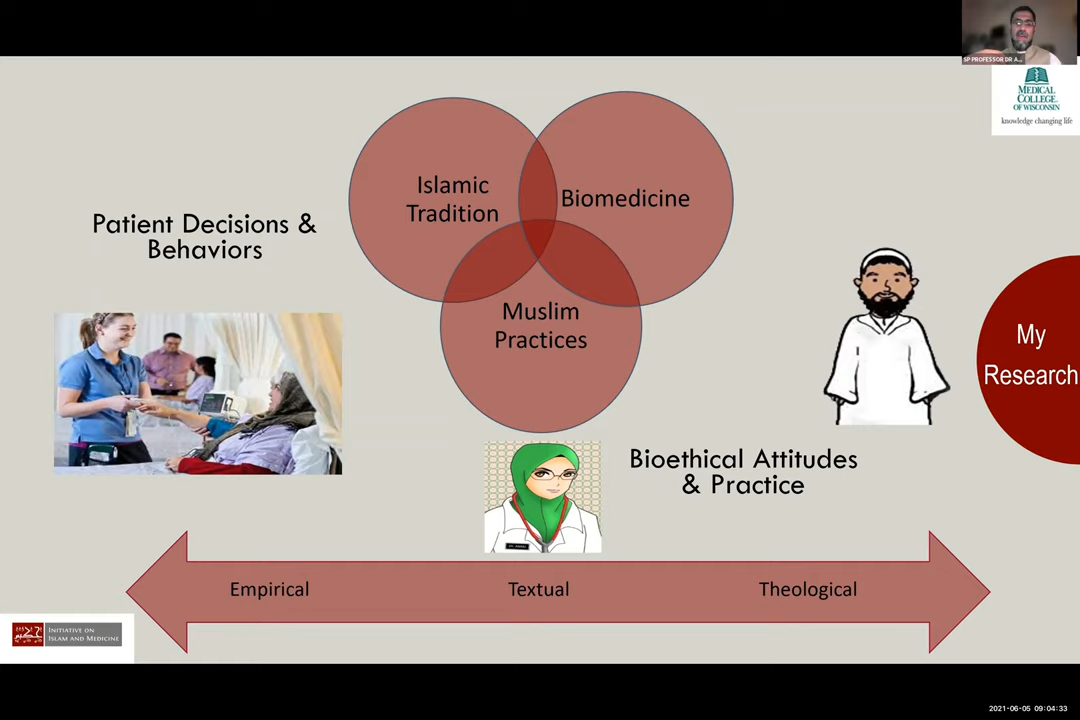 SP PROFESSOR DR A...
MEDICAL
COLLEGE
OF WISCONSIN
knowledge changing life
Islamic
Tradition
Biomedicine
Muslim
Practices
Patient Decisions &
Behaviors
My
Research
Bioethical Attitudes
& Practice
Empirical
Textual
Theological
INITIATIVE ON
ISLAM AND MEDICINE
2021-06-05 09:04:33